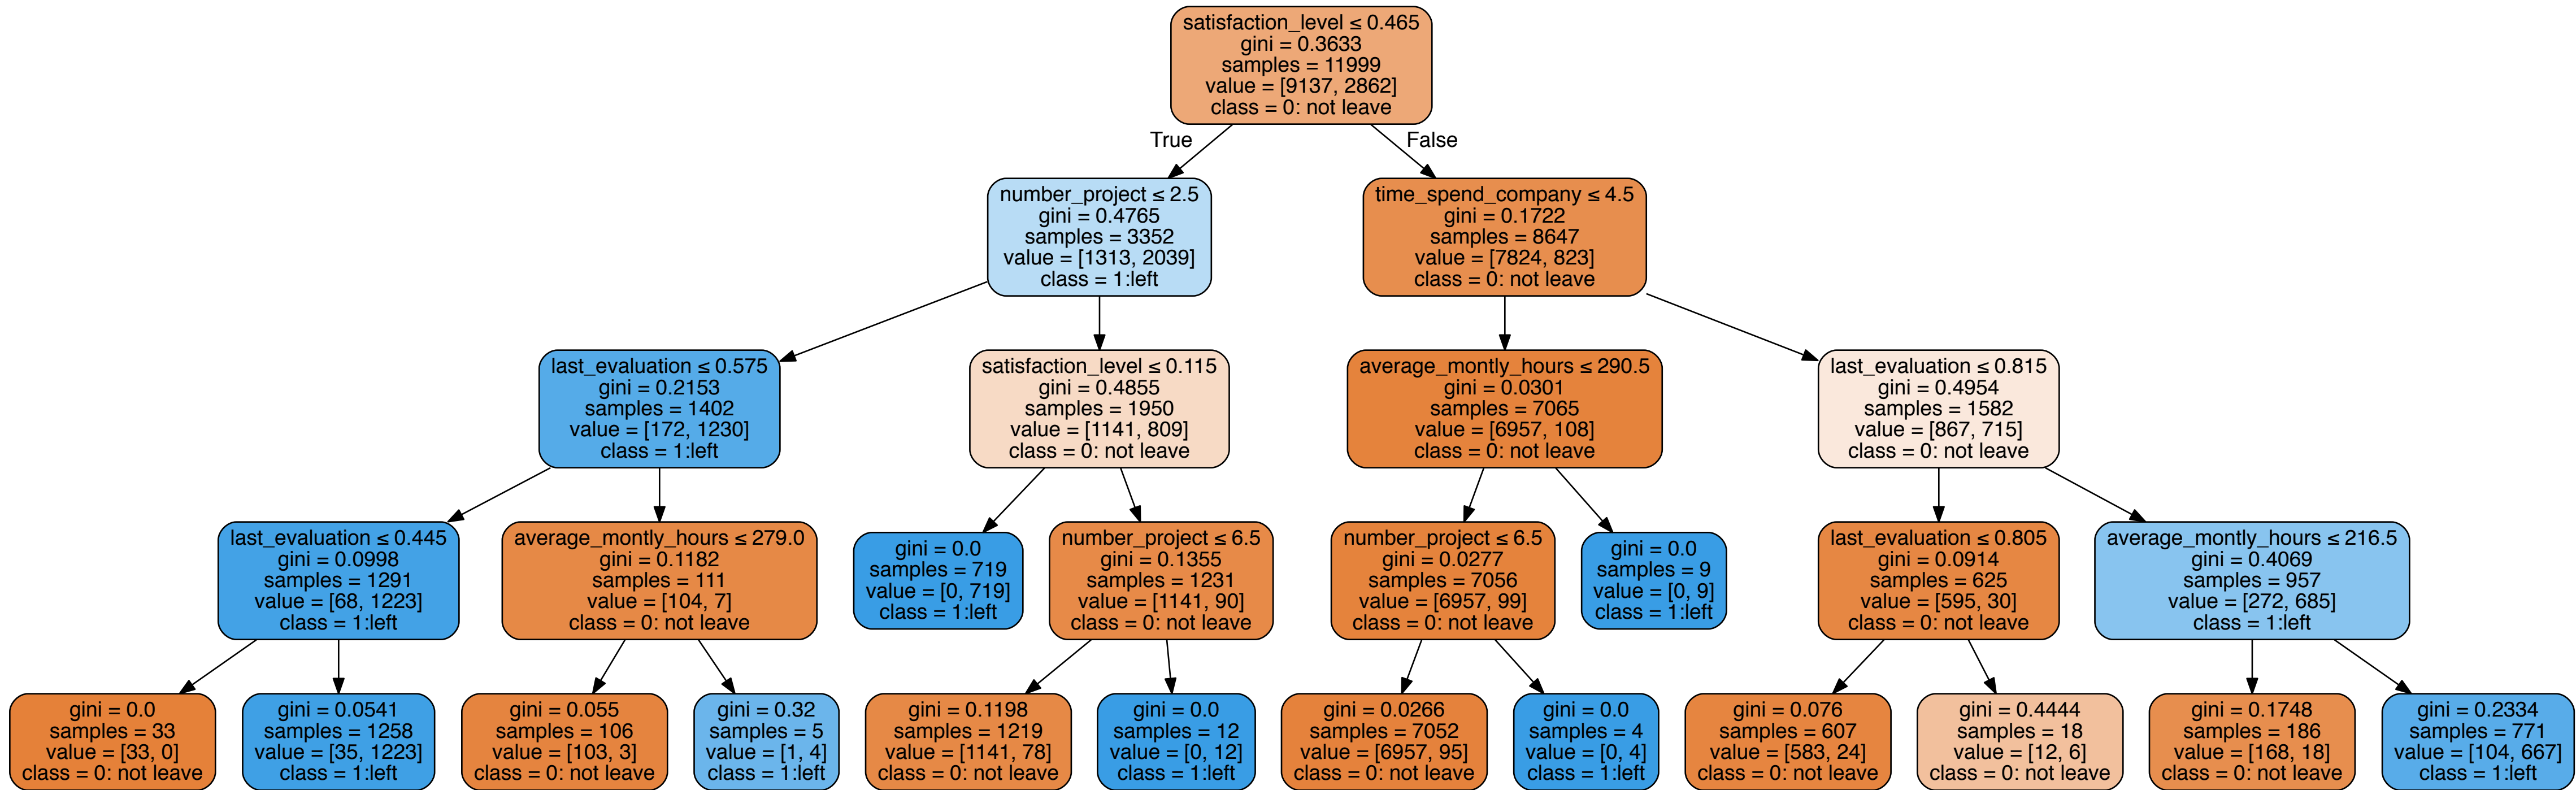 satisfaction_level ≤ 0.465
gini = 0.3633
samples = 11999
value = [9137, 2862]
class = 0: not leave
True
False
number_project ≤ 2.5
gini = 0.4765
samples = 3352
value = [1313, 2039]
class = 1:left
time_spend_company ≤ 4.5
gini = 0.1722
samples = 8647
value = [7824, 823]
class = 0: not leave
last_evaluation ≤ 0.575
gini = 0.2153
samples = 1402
value = [172, 1230]
class = 1:left
satisfaction_level ≤ 0.115
gini = 0.4855
samples = 1950
value = [1141, 809]
class = 0: not leave
average_montly_hours ≤ 290.5
gini = 0.0301
samples = 7065
value = [6957, 108]
class = 0: not leave
last_evaluation ≤ 0.815
gini = 0.4954
samples = 1582
value = [867, 715]
class = 0: not leave
last_evaluation ≤ 0.445
gini = 0.0998
samples = 1291
value = [68, 1223]
class = 1:left
average_montly_hours ≤ 279.0
gini = 0.1182
samples = 111
value = [104, 7]
class = 0: not leave
gini = 0.0
samples = 719
value = [0, 719]
class = 1:left
number_project ≤ 6.5
gini = 0.1355
samples = 1231
value = [1141, 90]
class = 0: not leave
number_project ≤ 6.5
gini = 0.0277
samples = 7056
value = [6957, 99]
class = 0: not leave
gini = 0.0
samples = 9
value = [0, 9]
class = 1:left
last_evaluation ≤ 0.805
gini = 0.0914
samples = 625
value = [595, 30]
class = 0: not leave
average_montly_hours ≤ 216.5
gini = 0.4069
samples = 957
value = [272, 685]
class = 1:left
gini = 0.0
samples = 33
value = [33, 0]
class = 0: not leave
gini = 0.0541
samples = 1258
value = [35, 1223]
class = 1:left
gini = 0.055
samples = 106
value = [103, 3]
class = 0: not leave
gini = 0.32
samples = 5
value = [1, 4]
class = 1:left
gini = 0.1198
samples = 1219
value = [1141, 78]
class = 0: not leave
gini = 0.0
samples = 12
value = [0, 12]
class = 1:left
gini = 0.0266
samples = 7052
value = [6957, 95]
class = 0: not leave
gini = 0.0
samples = 4
value = [0, 4]
class = 1:left
gini = 0.076
samples = 607
value = [583, 24]
class = 0: not leave
gini = 0.4444
samples = 18
value = [12, 6]
class = 0: not leave
gini = 0.1748
samples = 186
value = [168, 18]
class = 0: not leave
gini = 0.2334
samples = 771
value = [104, 667]
class = 1:left